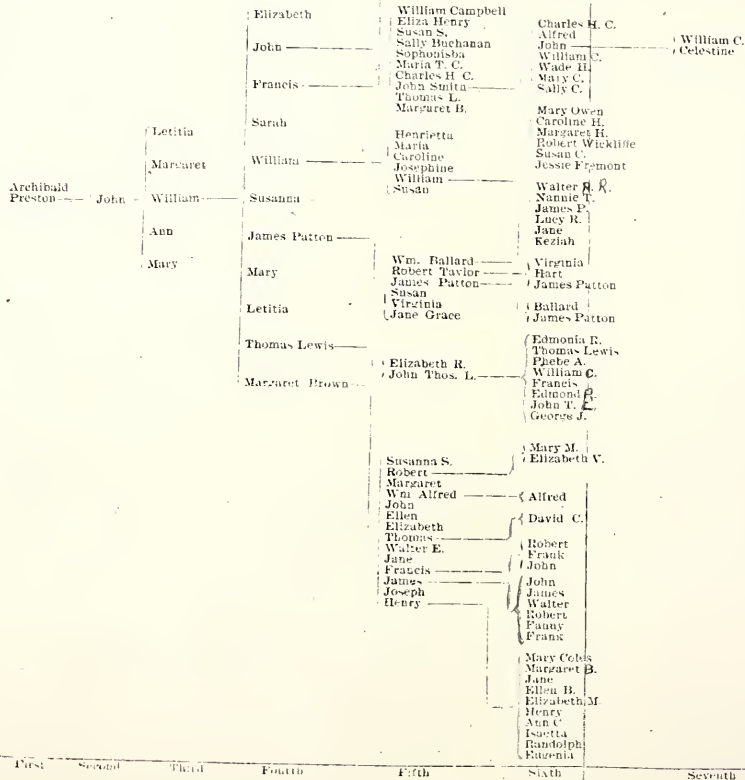 Archibald
Preston
John
Letitia
Margaret
William
Ann
Mary
Elizabeth
John
Francis
Sarah
William
Susanna
James Patton
Mary
Letitia
Thomas Lewis
Margaret Brown
William Campbell
Eliza Henry
Susan S.
Sally Buchanan
Sophonisba
Maria T. C.
Charles H. C.
John Smith
Thomas L.
Margaret B.
Henrietta
Maria
Caroline
Josephine
William
Susan
Wm. Ballard
Robert Taylor
James Patton
Susan
Virginia
Jane Grace
Elizabeth R.
John Thos. L.
Susanna S.
Robert
Margaret
Wm Alfred
John
Ellen
Elizabeth
Thomas
Walter E.
Jane
Francis
James
Joseph
Henry
Charles H. C.
Alfred
John
William C.
Wade H.
Mary C.
Sally C.
Mary Owen
Caroline H.
Margaret H.
Robert Wickliffe
Susan C.
Jessie Fremont
Walter R.
Nannie T.
James P.
Lucy R.
Jane
Keziah
Virginia
Hart
James Patton
Ballard
James Patton
Edmonia R.
Thomas Lewis
Phebe A.
William C.
Francis
Edmond R.
John T. E.
George J.
Mary M.
Elizabeth V.
Alfred
David C.
Robert
Frank
John
John
James
Walter
Robert
Fanny
Frank
Mary Coles
Margaret B.
Jane
Ellen B.
Elizabeth M.
Henry
Ann C
Isaetta
Randolph
Eugenia
William C.
Celestine
First Second Third Fourth Fifth Sixth Seventh